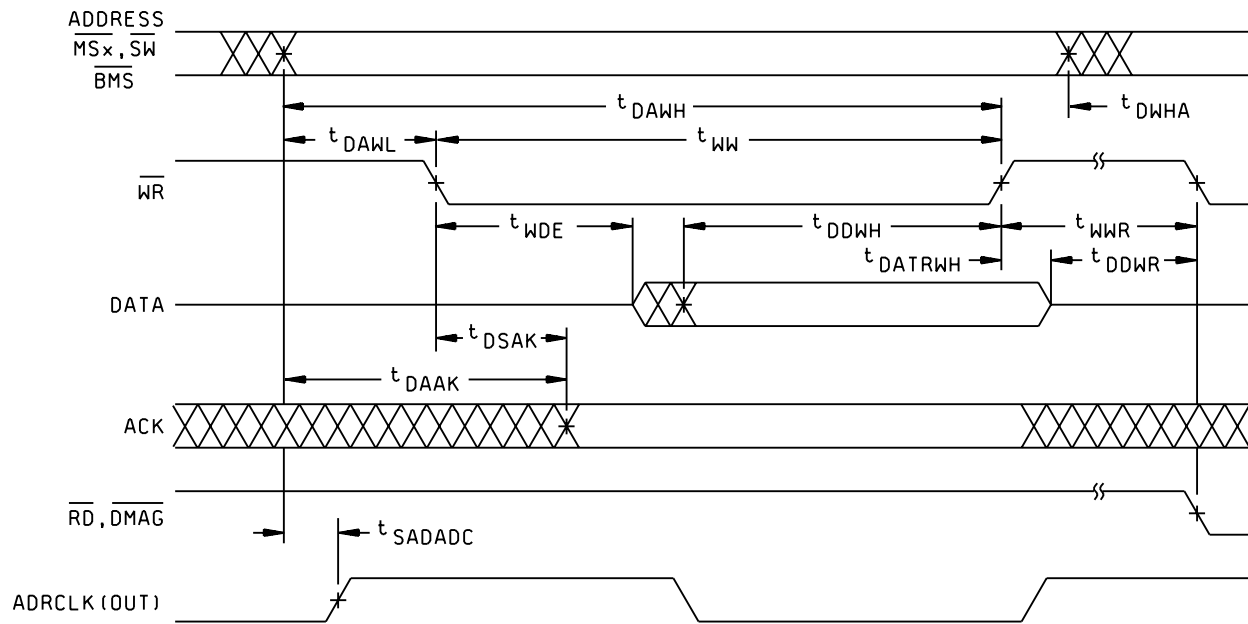 ADDRESS
MSx, SW
BMS
tDAWH
tDWHA
tDAWL
tWW
WR
tWDE
tDDWH
tWWR
tDATRWH
tDDWR
DATA
tDSAK
tDAAK
ACK
RD, DMAG
tSADADC
ADRCLK(OUT)